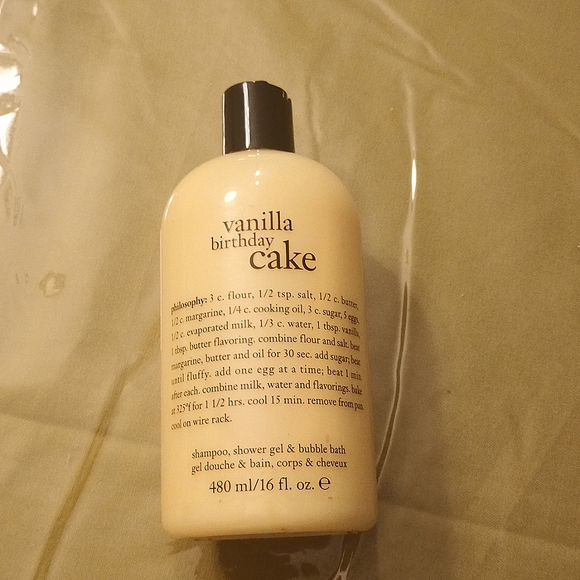 vanilla
birthday
cake
philosophy: 3 c. flour, 1/2 tsp. salt, 1/2 c. butter,
1/2 c. margarine, 1/4 c. cooking oil, 3 c. sugar, 5 eggs,
1/2 c. evaporated milk, 1/3 c. water, 1 tbsp. vanilla,
1 tbsp. butter flavoring. combine flour and salt. beat
margarine, butter and oil for 30 sec. add sugar; beat
until fluffy. add one egg at a time; beat 1 min.
after each. combine milk, water and flavorings. bake
at 325°f for 1 1/2 hrs. cool 15 min. remove from pan.
cool on wire rack.
shampoo, shower gel & bubble bath
gel douche & bain, corps & cheveux
480 ml/16 fl. oz. ℮